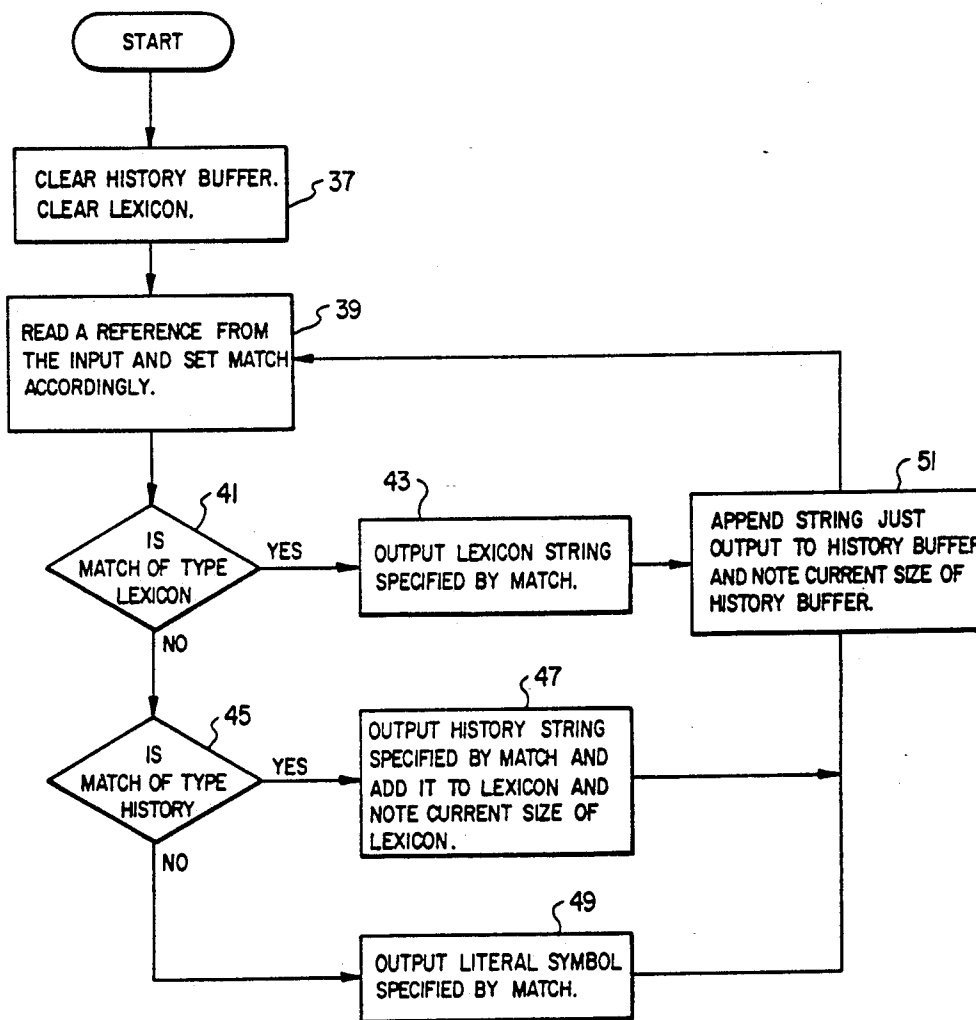 START
CLEAR HISTORY BUFFER.
CLEAR LEXICON.
37
READ A REFERENCE FROM
THE INPUT AND SET MATCH
ACCORDINGLY.
39
IS
MATCH OF TYPE
LEXICON
41
YES
NO
OUTPUT LEXICON STRING
SPECIFIED BY MATCH.
43
APPEND STRING JUST
OUTPUT TO HISTORY BUFFER
AND NOTE CURRENT SIZE OF
HISTORY BUFFER.
51
IS
MATCH OF TYPE
HISTORY
45
YES
NO
OUTPUT HISTORY STRING
SPECIFIED BY MATCH AND
ADD IT TO LEXICON AND
NOTE CURRENT SIZE OF
LEXICON.
47
OUTPUT LITERAL SYMBOL
SPECIFIED BY MATCH.
49